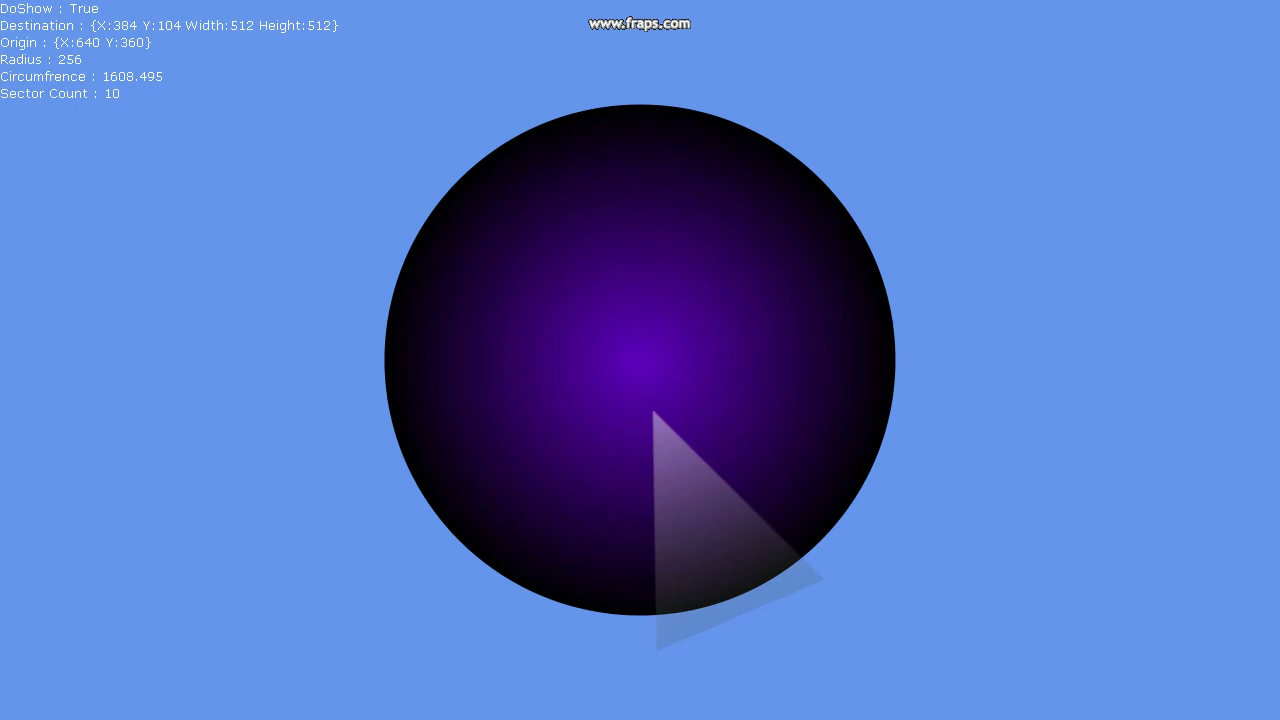 DoShow : True
www.fraps.com
Destination : {X:384 Y:104 Width:512 Height:512}
Origin : {X:640 Y:360}
Radius : 256
Circumfrence : 1608.495
Sector Count : 10